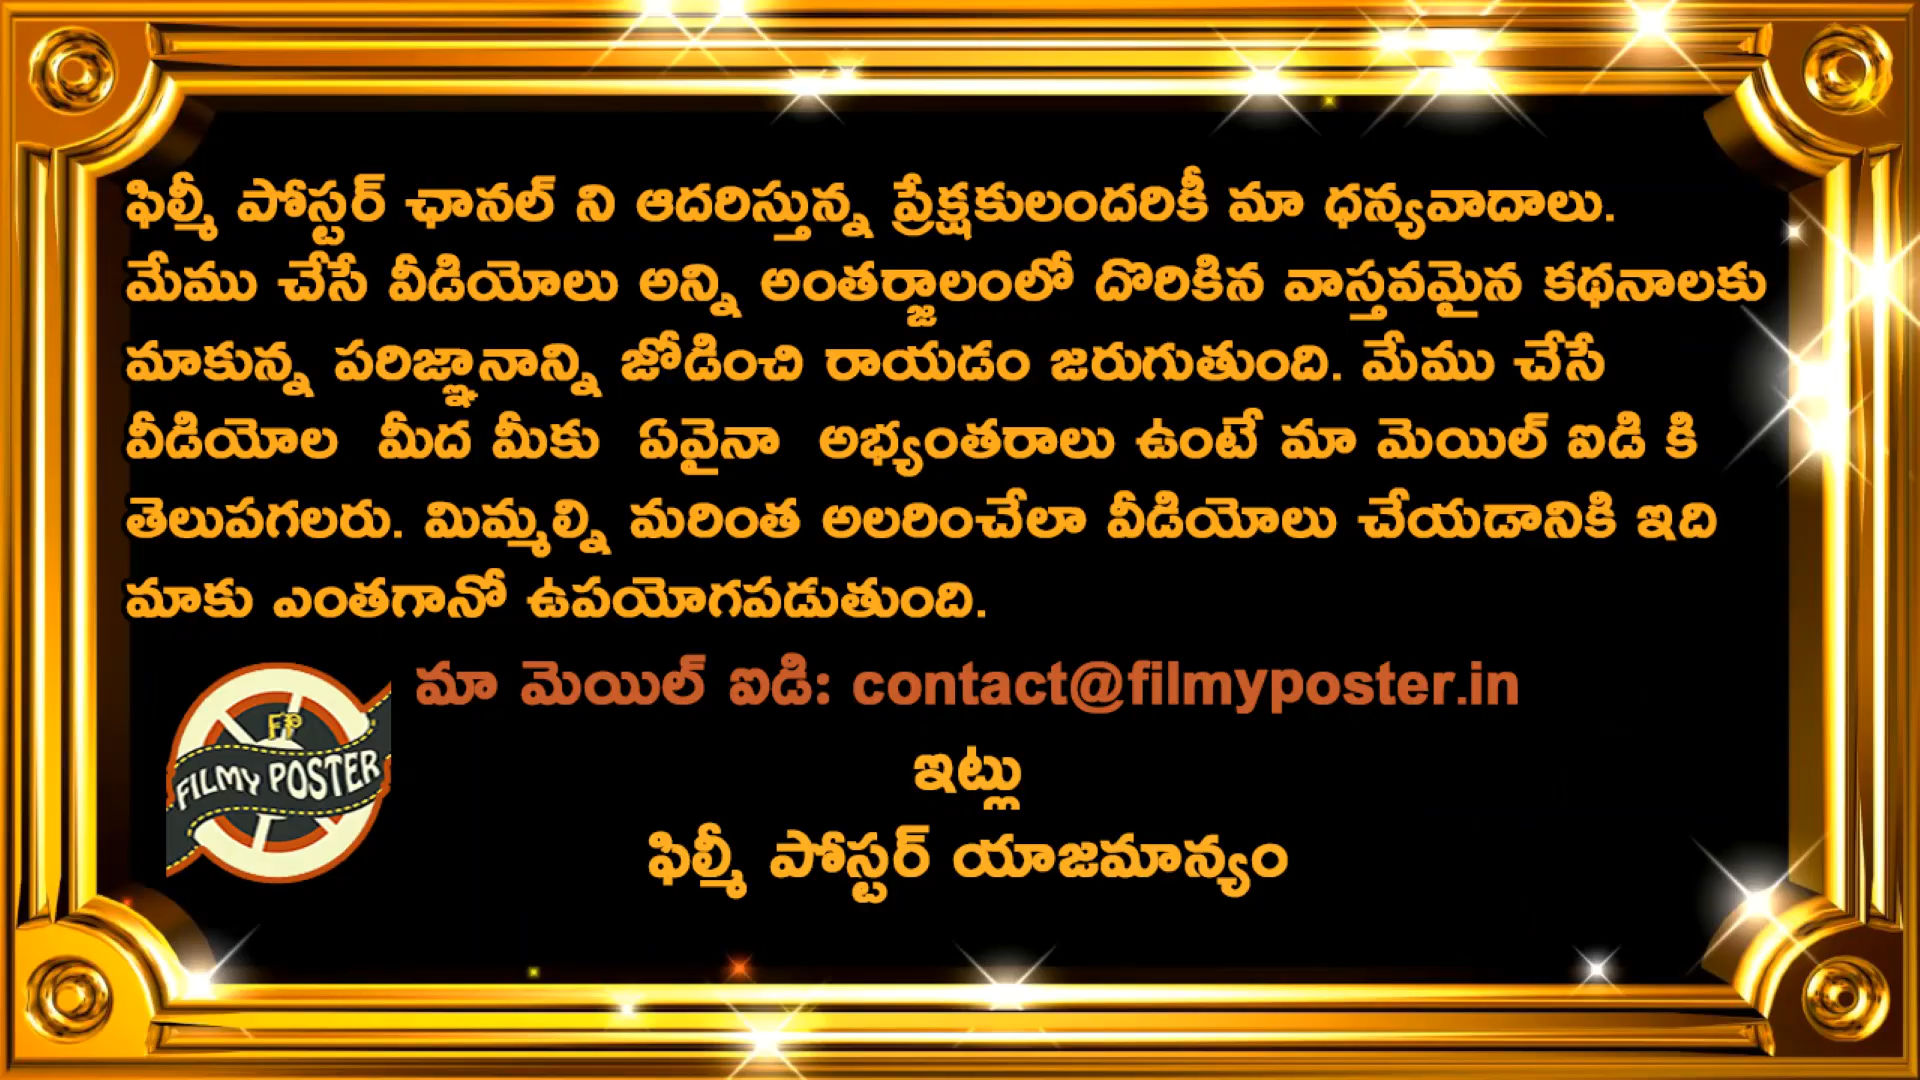 ఫిల్మీ పోస్టర్ ఛానల్ ని ఆదరిస్తున్న ప్రేక్షకులందరికీ మా ధన్యవాదాలు.
మేము చేసే వీడియోలు అన్ని అంతర్జాలంలో దొరికిన వాస్తవమైన కథనాలకు
మాకున్న పరిజ్ఞానాన్ని జోడించి రాయడం జరుగుతుంది. మేము చేసే
వీడియోల మీద మీకు ఏవైనా అభ్యంతరాలు ఉంటే మా మెయిల్ ఐడి కి
తెలుపగలరు. మిమ్మల్ని మరింత అలరించేలా వీడియోలు చేయడానికి ఇది
మాకు ఎంతగానో ఉపయోగపడుతుంది.
మా మెయిల్ ఐడి: contact@filmyposter.in
FP
FILMY POSTER
ఇట్లు
ఫిల్మీ పోస్టర్ యాజమాన్యం